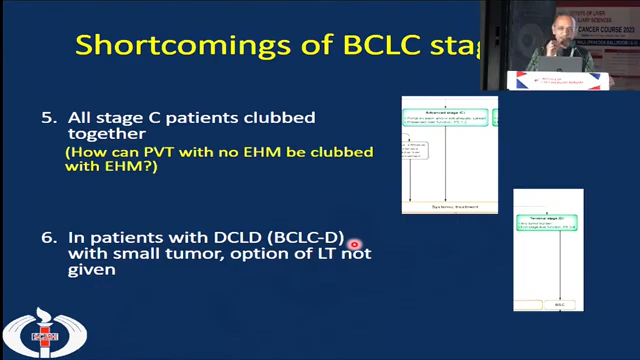 Shortcomings of BCLC stag
5. All stage C patients clubbed
together
(How can PVT with no EHM be clubbed
with EHM?)
6. In patients with DCLD (BCLC-D)
with small tumor, option of LT not
given
Advanced stage (C)
Systemic treatment
Terminal stage (D)
CANCER COURSE 2023